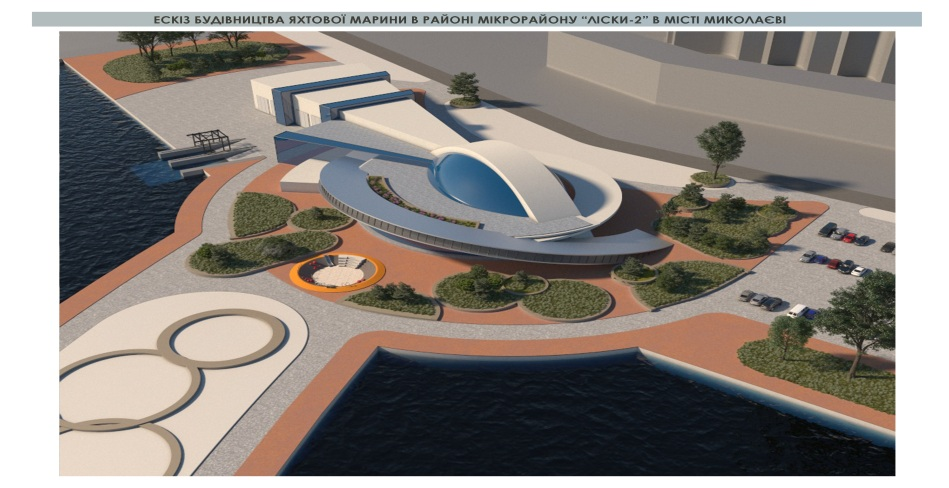 ЕСКІЗ БУДІВНИЦТВА ЯХТОВОЇ МАРИНИ В РАЙОНІ МІКРОРАЙОНУ "ЛІСКИ-2" В МІСТІ МИКОЛАЄВІ